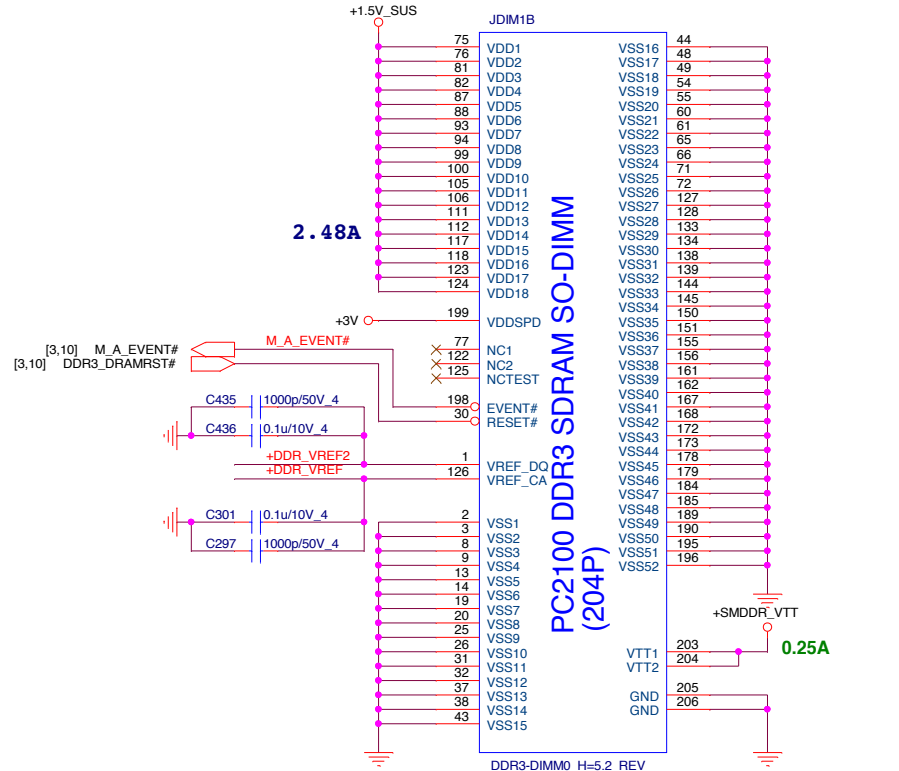 +1.5V_SUS
JDIM1B
75 VDD1
76 VDD2
81 VDD3
82 VDD4
87 VDD5
88 VDD6
93 VDD7
94 VDD8
99 VDD9
100 VDD10
105 VDD11
106 VDD12
111 VDD13
112 VDD14
117 VDD15
118 VDD16
123 VDD17
124 VDD18
2.48A
+3V
199 VDDSPD
77 NC1
122 NC2
125 NCTEST
[3,10] M_A_EVENT#
M_A_EVENT#
[3,10] DDR3_DRAMRST#
198 EVENT#
30 RESET#
C435 1000p/50V_4
C436 0.1u/10V_4
+DDR_VREF2
1 VREF_DQ
+DDR_VREF
126 VREF_CA
C301 0.1u/10V_4
C297 1000p/50V_4
2 VSS1
3 VSS2
8 VSS3
9 VSS4
13 VSS5
14 VSS6
19 VSS7
20 VSS8
25 VSS9
26 VSS10
31 VSS11
32 VSS12
37 VSS13
38 VSS14
43 VSS15
PC2100 DDR3 SDRAM SO-DIMM
(204P)
VSS16 44
VSS17 48
VSS18 49
VSS19 54
VSS20 55
VSS21 60
VSS22 61
VSS23 65
VSS24 66
VSS25 71
VSS26 72
VSS27 127
VSS28 128
VSS29 133
VSS30 134
VSS31 138
VSS32 139
VSS33 144
VSS34 145
VSS35 150
VSS36 151
VSS37 155
VSS38 156
VSS39 161
VSS40 162
VSS41 167
VSS42 168
VSS43 172
VSS44 173
VSS45 178
VSS46 179
VSS47 184
VSS48 185
VSS49 189
VSS50 190
VSS51 195
VSS52 196
+SMDDR_VTT
VTT1 203
VTT2 204
0.25A
GND 205
GND 206
DDR3-DIMM0_H=5.2_REV